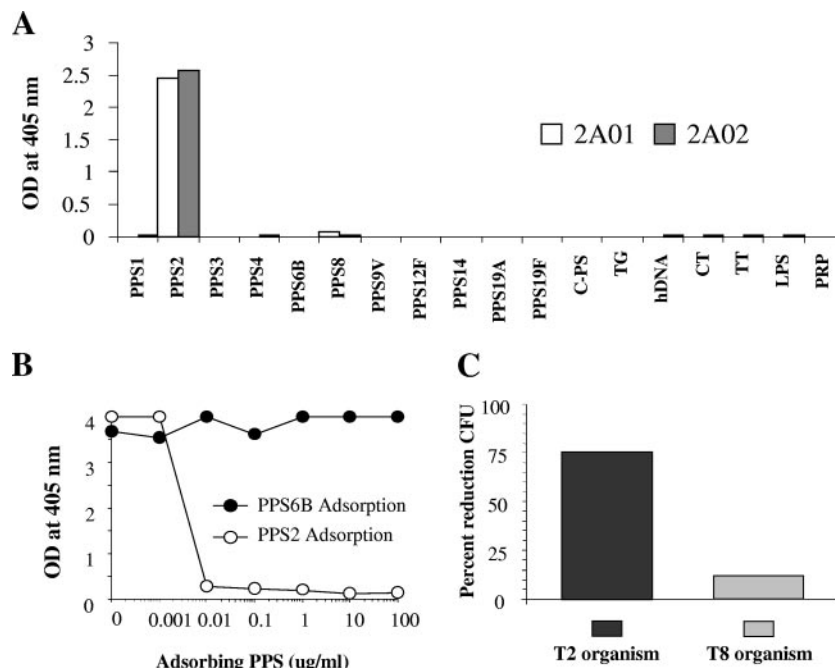 A
3
2.5
2
1.5
1
0.5
0
OD at 405 nm
2A01 2A02
PPS1
PPS2
PPS3
PPS4
PPS6B
PPS8
PPS9V
PPS12F
PPS14
PPS19A
PPS19F
C-PS
TG
hDNA
CT
TT
LPS
PRP
B
4
3
2
1
0
OD at 405 nm
PPS6B Adsorption
PPS2 Adsorption
0 0.001 0.01 0.1 1 10 100
Adsorbing PPS (ug/ml)
C
100
75
50
25
0
Percent reduction CFU
T2 organism T8 organism